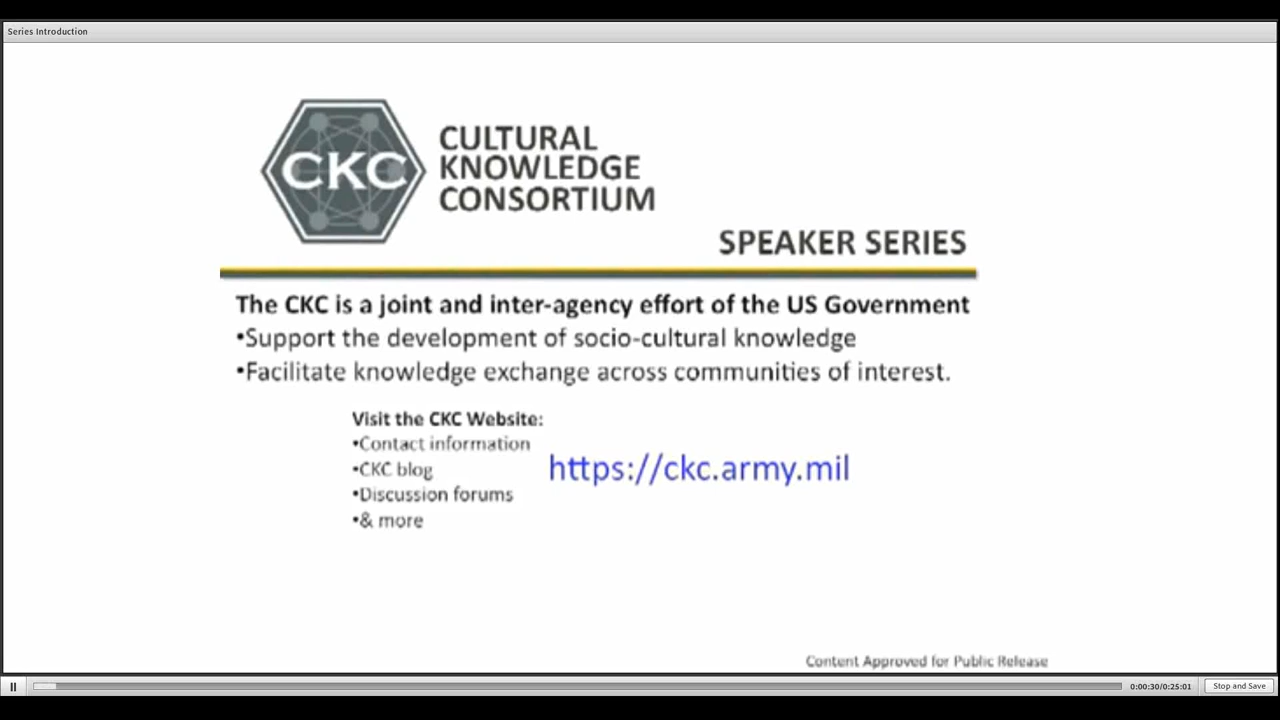 Series Introduction
CKC
CULTURAL
KNOWLEDGE
CONSORTIUM
SPEAKER SERIES
The CKC is a joint and inter-agency effort of the US Government
•Support the development of socio-cultural knowledge
•Facilitate knowledge exchange across communities of interest.
Visit the CKC Website:
•Contact information
•CKC blog
•Discussion forums
•& more
https://ckc.army.mil
Content Approved for Public Release
0:00:30/0:25:01
Stop and Save